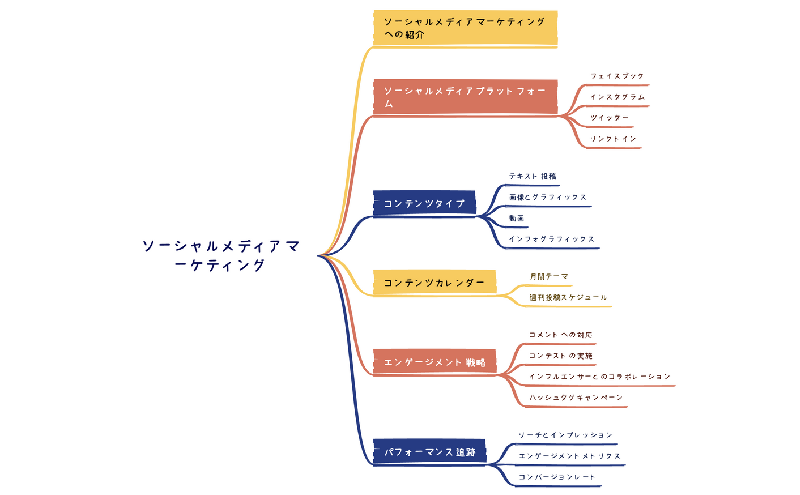 ソーシャルメディアマーケティング
への紹介
ソーシャルメディアプラットフォー
ム
フェイスブック
インスタグラム
ツイッター
リンクトイン
コンテンツタイプ
テキスト投稿
画像とグラフィックス
動画
インフォグラフィックス
ソーシャルメディアマ
ーケティング
コンテンツカレンダー
月間テーマ
週刊投稿スケジュール
エンゲージメント戦略
コメントへの対応
コンテストの実施
インフルエンサーとのコラボレーション
ハッシュタグキャンペーン
パフォーマンス追跡
リーチとインプレッション
エンゲージメントメトリクス
コンバージョンレート